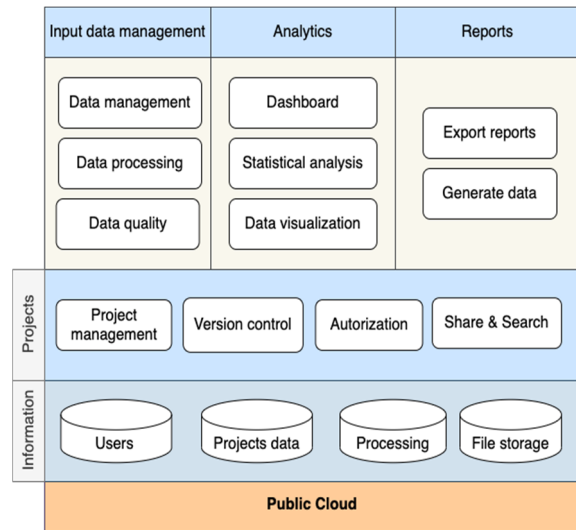 Input data management
Analytics
Reports
Data management
Dashboard
Export reports
Data processing
Statistical analysis
Generate data
Data quality
Data visualization
Projects
Project
management
Version control
Autorization
Share & Search
Information
Users
Projects data
Processing
File storage
Public Cloud